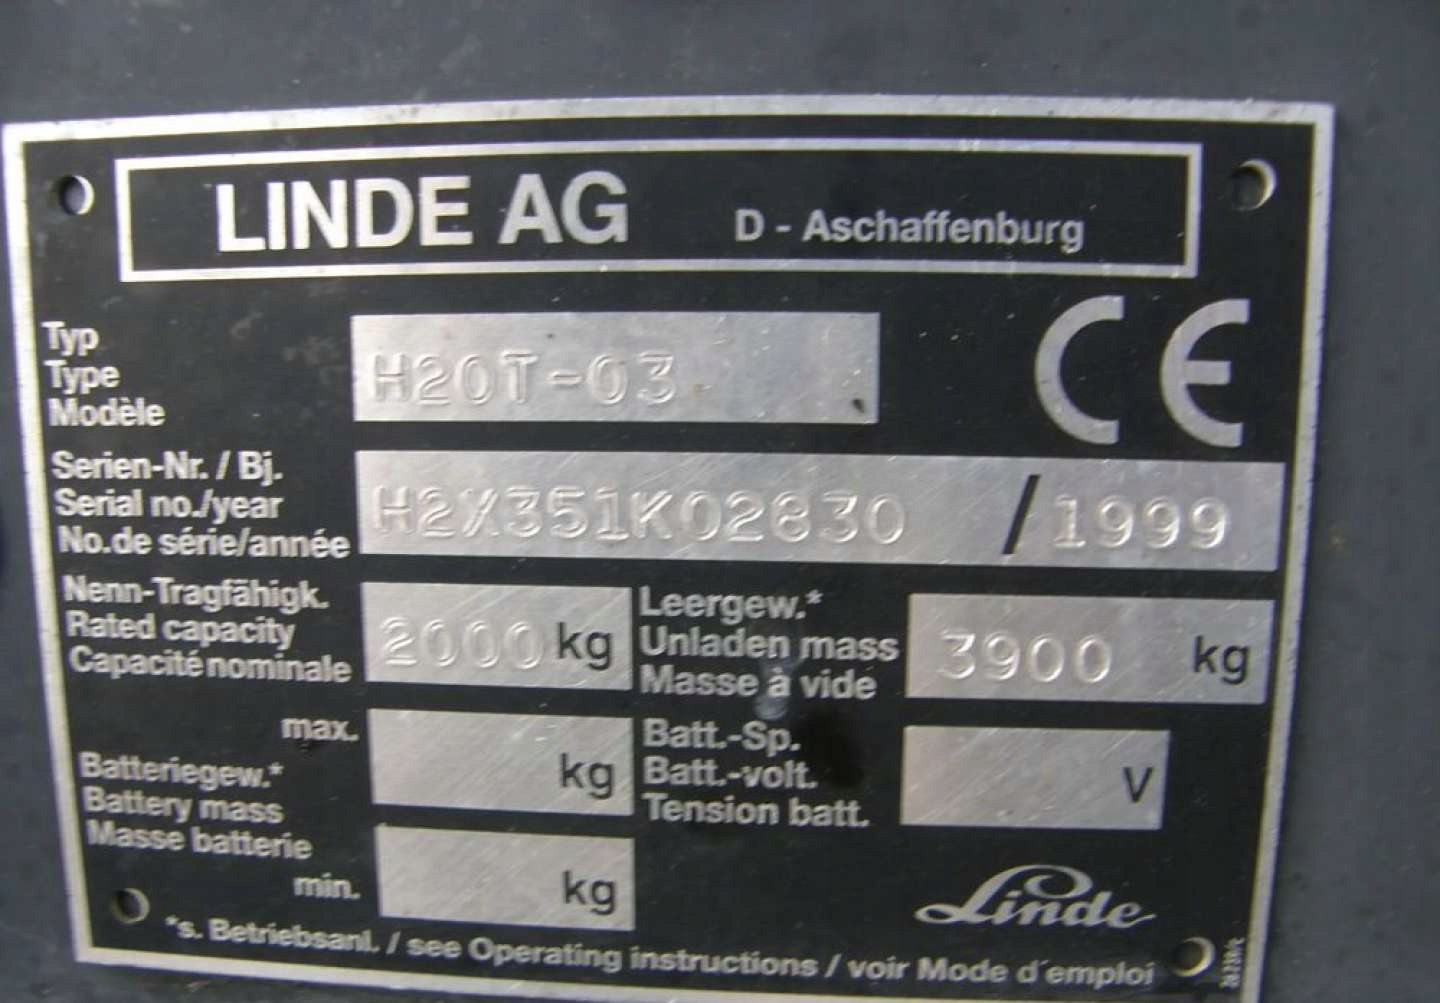 LINDE AG D - Aschaffenburg
Typ
Type H20T-03
Modèle
CE
Serien-Nr. / Bj.
Serial no./year H2X351K02830 / 1999
No.de série/année
Nenn-Tragfähigk.
Rated capacity 2000 kg
Capacité nominale
Leergew.*
Unladen mass 3900 kg
Masse à vide
max. kg
Batteriegew.*
Battery mass
Masse batterie
min. kg
Batt.-Sp.
Batt.-volt. V
Tension batt.
Linde
*s. Betriebsanl. / see Operating instructions / voir Mode d'emploi